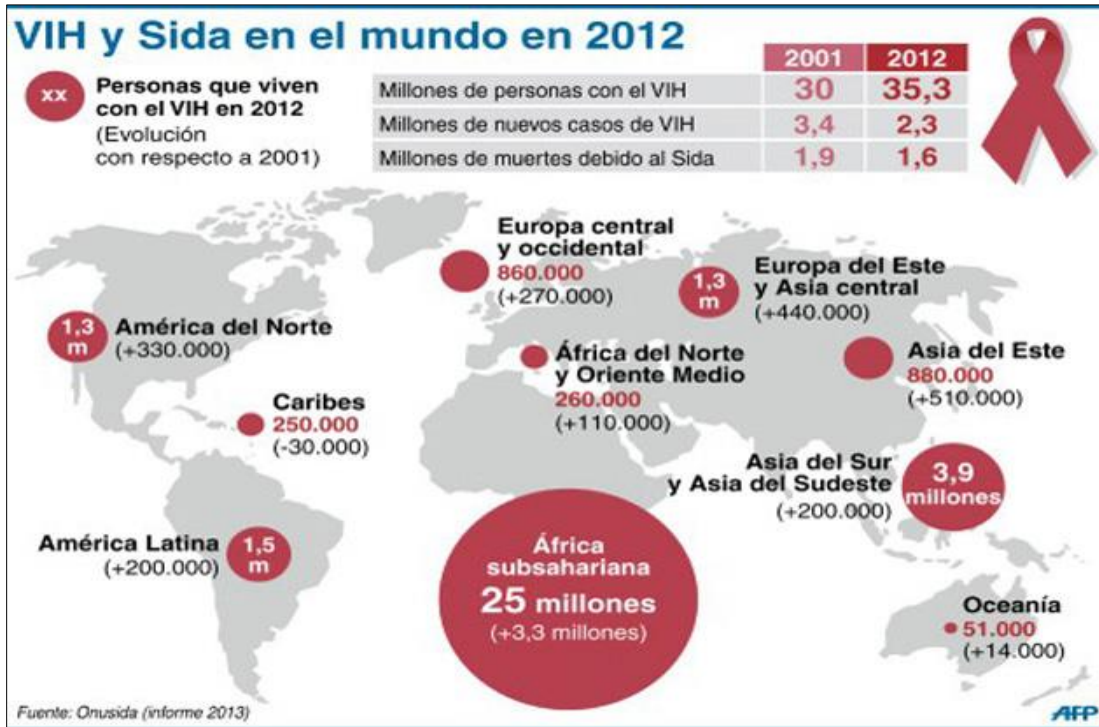 VIH y Sida en el mundo en 2012
xx
Personas que viven
con el VIH en 2012
(Evolución
con respecto a 2001)
2001 2012
Millones de personas con el VIH 30 35,3
Millones de nuevos casos de VIH 3,4 2,3
Millones de muertes debido al Sida 1,9 1,6
Europa central
y occidental
860.000
(+270.000)
1,3
m
Europa del Este
y Asia central
(+440.000)
1,3
m
América del Norte
(+330.000)
África del Norte
y Oriente Medio
260.000
(+110.000)
Asia del Este
880.000
(+510.000)
Caribes
250.000
(-30.000)
Asia del Sur
y Asia del Sudeste
(+200.000)
3,9
millones
América Latina
(+200.000)
1,5
m
África
subsahariana
25 millones
(+3,3 millones)
Oceanía
51.000
(+14.000)
Fuente: Onusida (informe 2013)
AFP